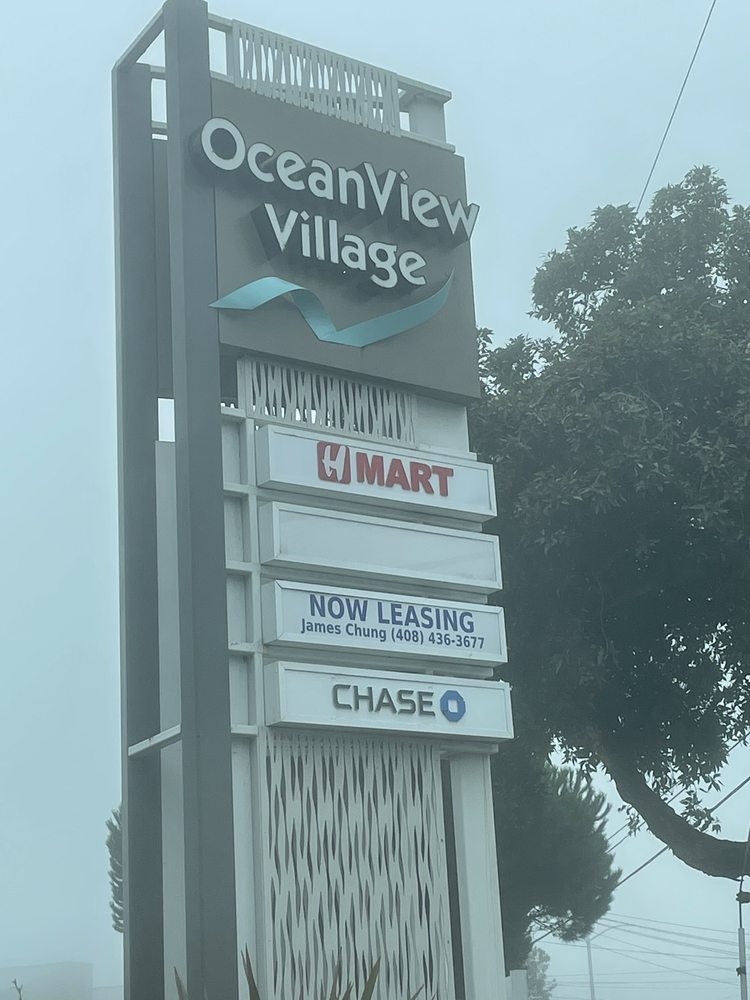 OceanView
Village
H MART
NOW LEASING
James Chung (408) 436-3677
CHASE